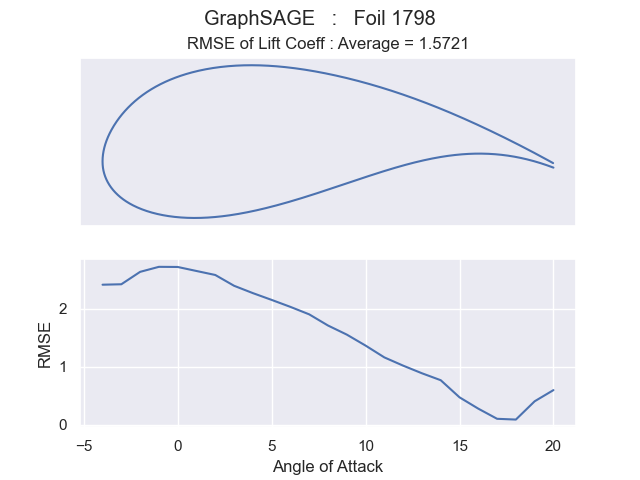 GraphSAGE   :   Foil 1798
RMSE of Lift Coeff : Average = 1.5721
2
1
0
RMSE
−5 0 5 10 15 20
Angle of Attack